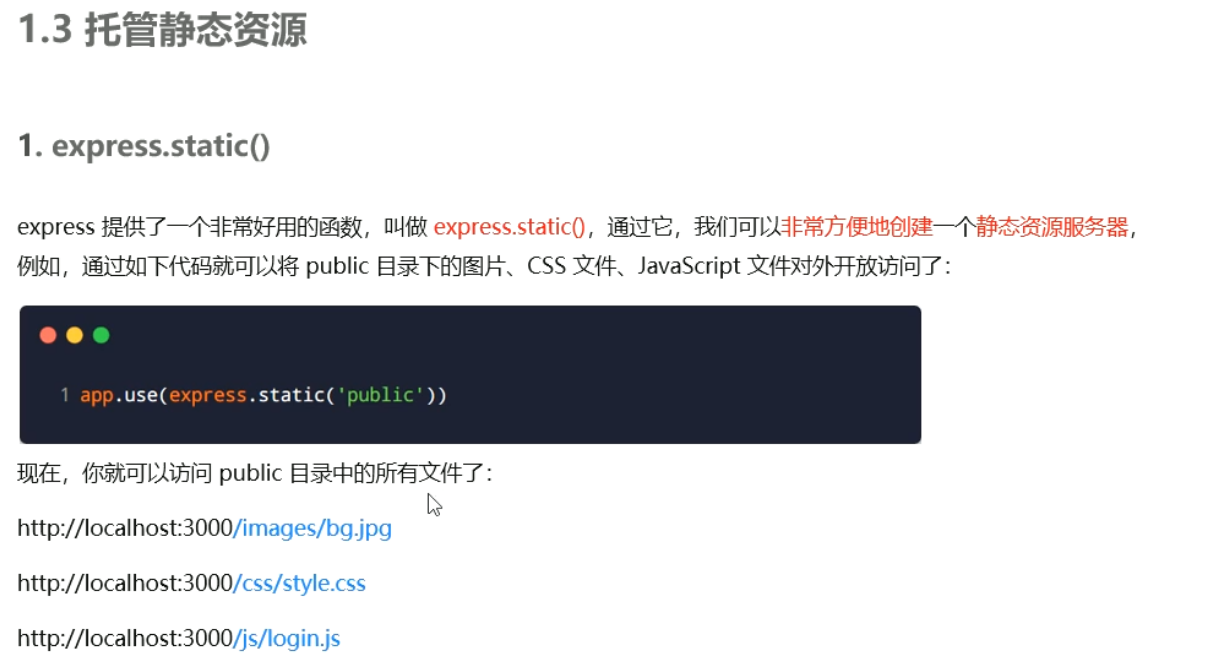 1.3 托管静态资源
1. express.static()
express 提供了一个非常好用的函数，叫做 express.static()，通过它，我们可以非常方便地创建一个静态资源服务器，
例如，通过如下代码就可以将 public 目录下的图片、CSS 文件、JavaScript 文件对外开放访问了：
1 app.use(express.static('public'))
现在，你就可以访问 public 目录中的所有文件了：
http://localhost:3000/images/bg.jpg
http://localhost:3000/css/style.css
http://localhost:3000/js/login.js